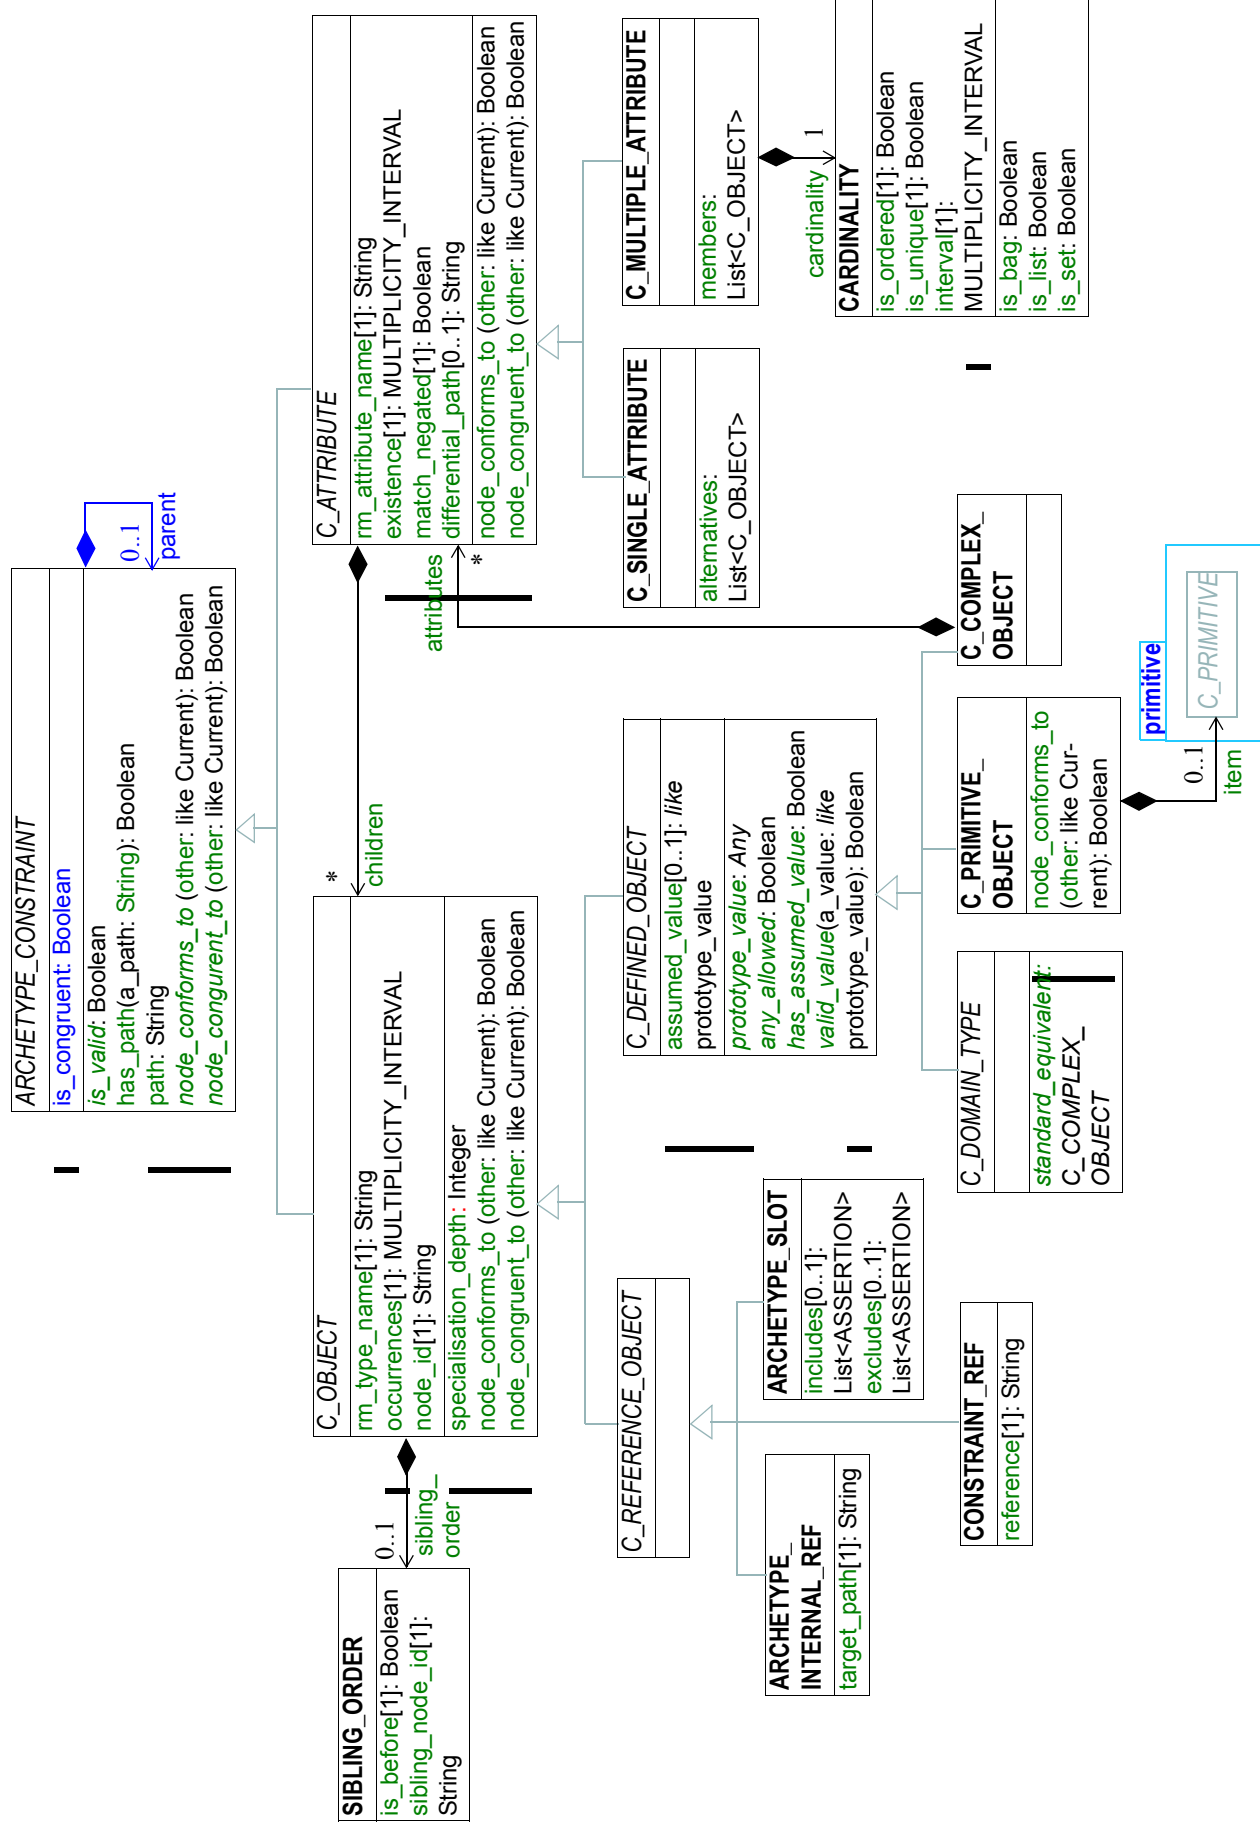 ARCHETYPE_CONSTRAINT
is_congruent: Boolean
is_valid: Boolean
has_path(a_path: String): Boolean
path: String
node_conforms_to (other: like Current): Boolean
node_congurent_to (other: like Current): Boolean
0..1
parent
SIBLING_ORDER
is_before[1]: Boolean
sibling_node_id[1]:
String
0..1
sibling_
order
C_OBJECT
rm_type_name[1]: String
occurrences[1]: MULTIPLICITY_INTERVAL
node_id[1]: String
specialisation_depth: Integer
node_conforms_to (other: like Current): Boolean
node_congruent_to (other: like Current): Boolean
*
children
C_ATTRIBUTE
rm_attribute_name[1]: String
existence[1]: MULTIPLICITY_INTERVAL
match_negated[1]: Boolean
differential_path[0..1]: String
node_conforms_to (other: like Current): Boolean
node_congruent_to (other: like Current): Boolean
attributes
*
C_REFERENCE_OBJECT
C_DEFINED_OBJECT
assumed_value[0..1]: like
prototype_value
prototype_value: Any
any_allowed: Boolean
has_assumed_value: Boolean
valid_value(a_value: like
prototype_value): Boolean
C_SINGLE_ATTRIBUTE
alternatives:
List<C_OBJECT>
C_MULTIPLE_ATTRIBUTE
members:
List<C_OBJECT>
cardinality
1
ARCHETYPE_
INTERNAL_REF
target_path[1]: String
ARCHETYPE_SLOT
includes[0..1]:
List<ASSERTION>
excludes[0..1]:
List<ASSERTION>
CONSTRAINT_REF
reference[1]: String
C_DOMAIN_TYPE
standard_equivalent:
C_COMPLEX_
OBJECT
C_PRIMITIVE_
OBJECT
node_conforms_to
(other: like Cur-
rent): Boolean
C_COMPLEX_
OBJECT
CARDINALITY
is_ordered[1]: Boolean
is_unique[1]: Boolean
interval[1]:
MULTIPLICITY_INTERVAL
is_bag: Boolean
is_list: Boolean
is_set: Boolean
0..1
item
primitive
C_PRIMITIVE